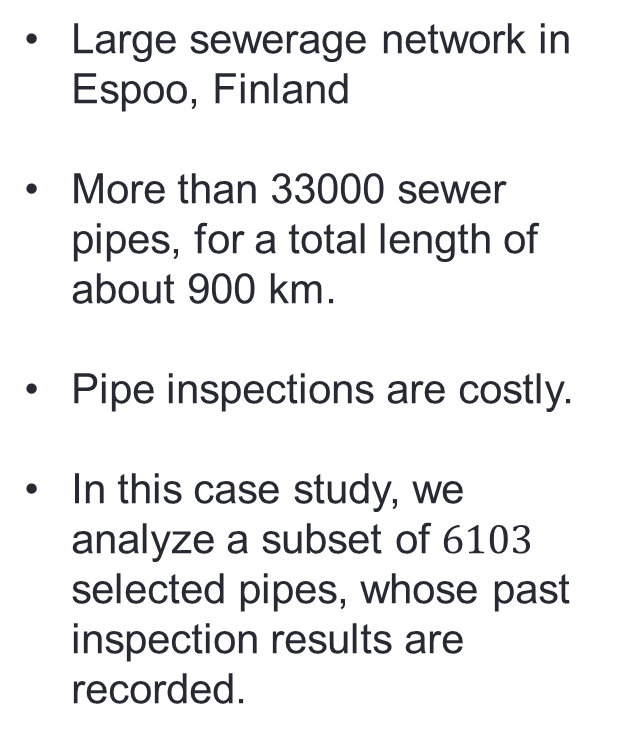 • Large sewerage network in
Espoo, Finland
• More than 33000 sewer
pipes, for a total length of
about 900 km.
• Pipe inspections are costly.
• In this case study, we
analyze a subset of 6103
selected pipes, whose past
inspection results are
recorded.